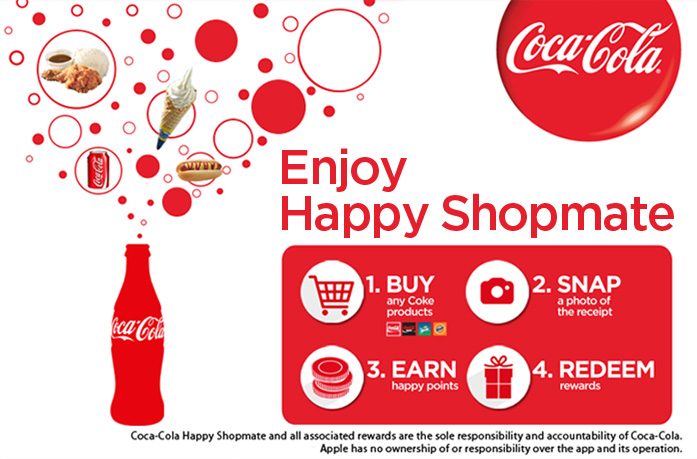 Coca-Cola
Enjoy
Happy Shopmate
Coca-Cola
Coca-Cola
1. BUY
any Coke
products
2. SNAP
a photo of
the receipt
3. EARN
happy points
4. REDEEM
rewards
Coca-Cola Happy Shopmate and all associated rewards are the sole responsibility and accountability of Coca-Cola.
Apple has no ownership of or responsibility over the app and its operation.